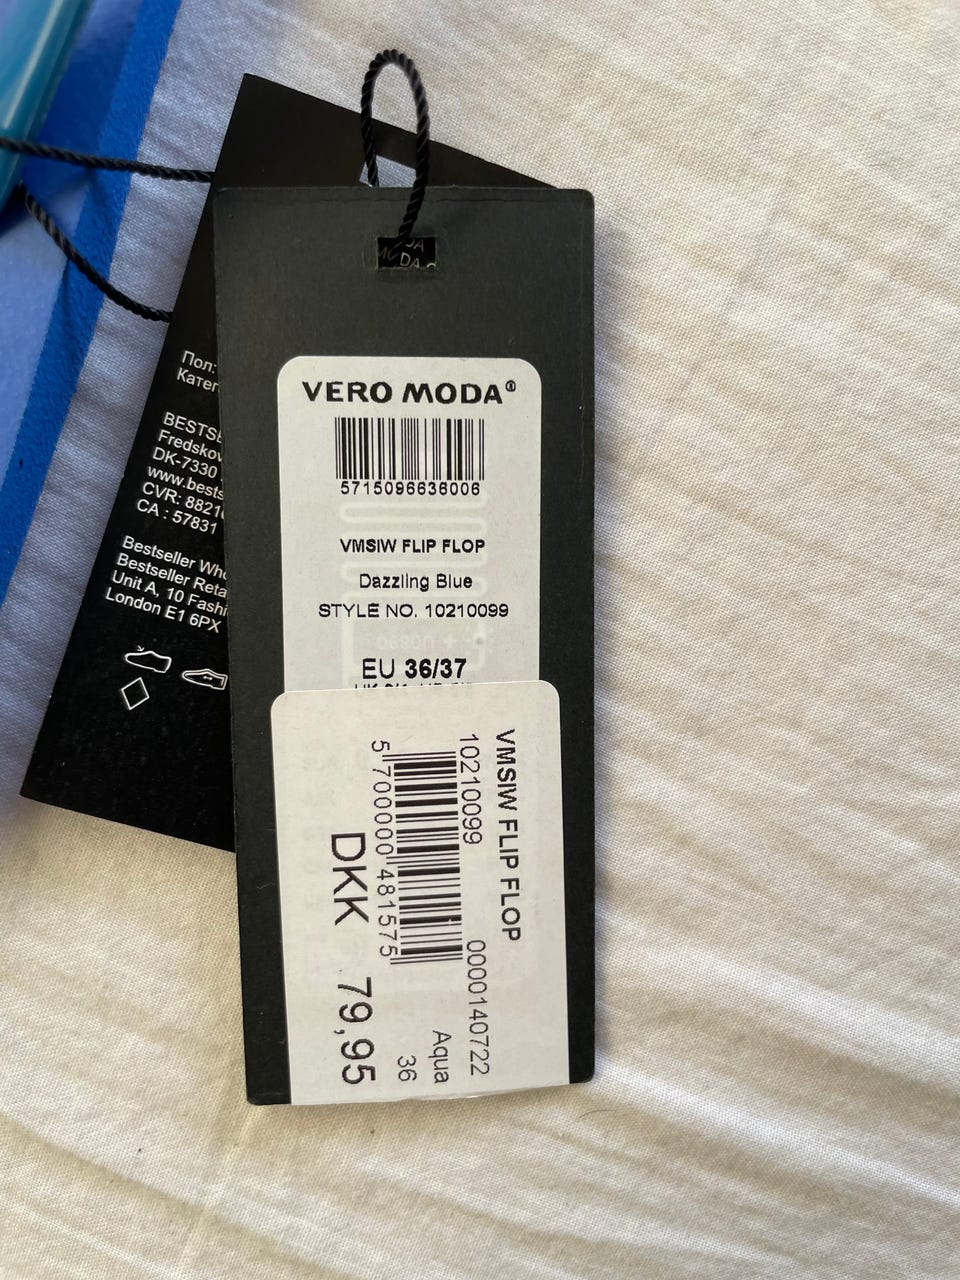 VERO MODA®
5715096636006
VMSIW FLIP FLOP
Dazzling Blue
STYLE NO. 10210099
EU 36/37
VMSIW FLIP FLOP
10210099 0000140722
5 700000 481575
Aqua
36
DKK 79,95
Пол:
BESTSE
DK-7330
www.bests
CVR: 8821
CA : 57831
Bestseller Who
Bestseller Reta
Unit A, 10 Fashi
London E1 6PX